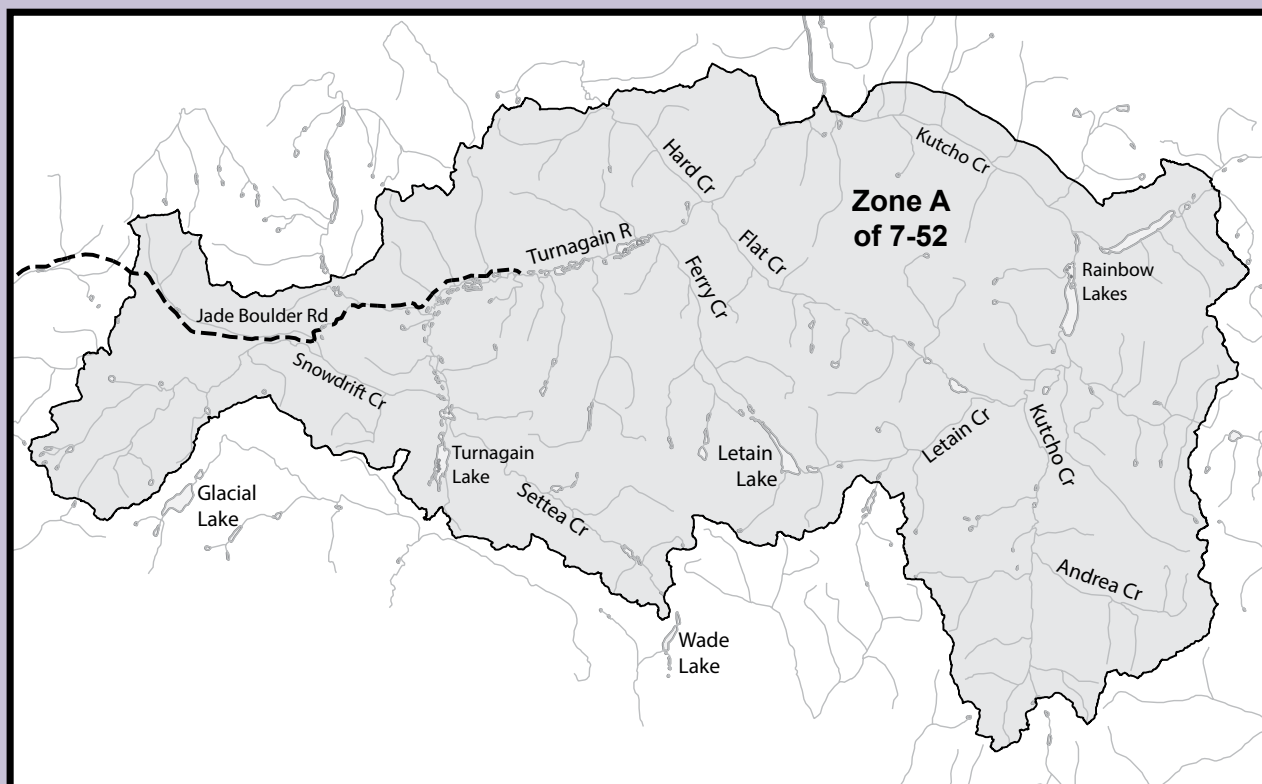 Kutcho Cr
Hard Cr
Zone A
of 7-52
Turnagain R
Flat Cr
Ferry Cr
Rainbow
Lakes
Jade Boulder Rd
Snowdrift Cr
Kutcho Cr
Letain Cr
Turnagain
Lake
Letain
Lake
Settea Cr
Glacial
Lake
Andrea Cr
Wade
Lake